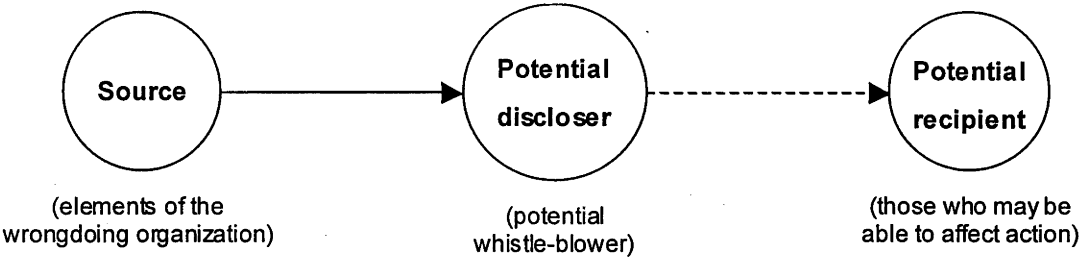 Source
Potential
discloser
Potential
recipient
(elements of the
wrongdoing organization)
(potential
whistle-blower)
(those who may be
able to affect action)